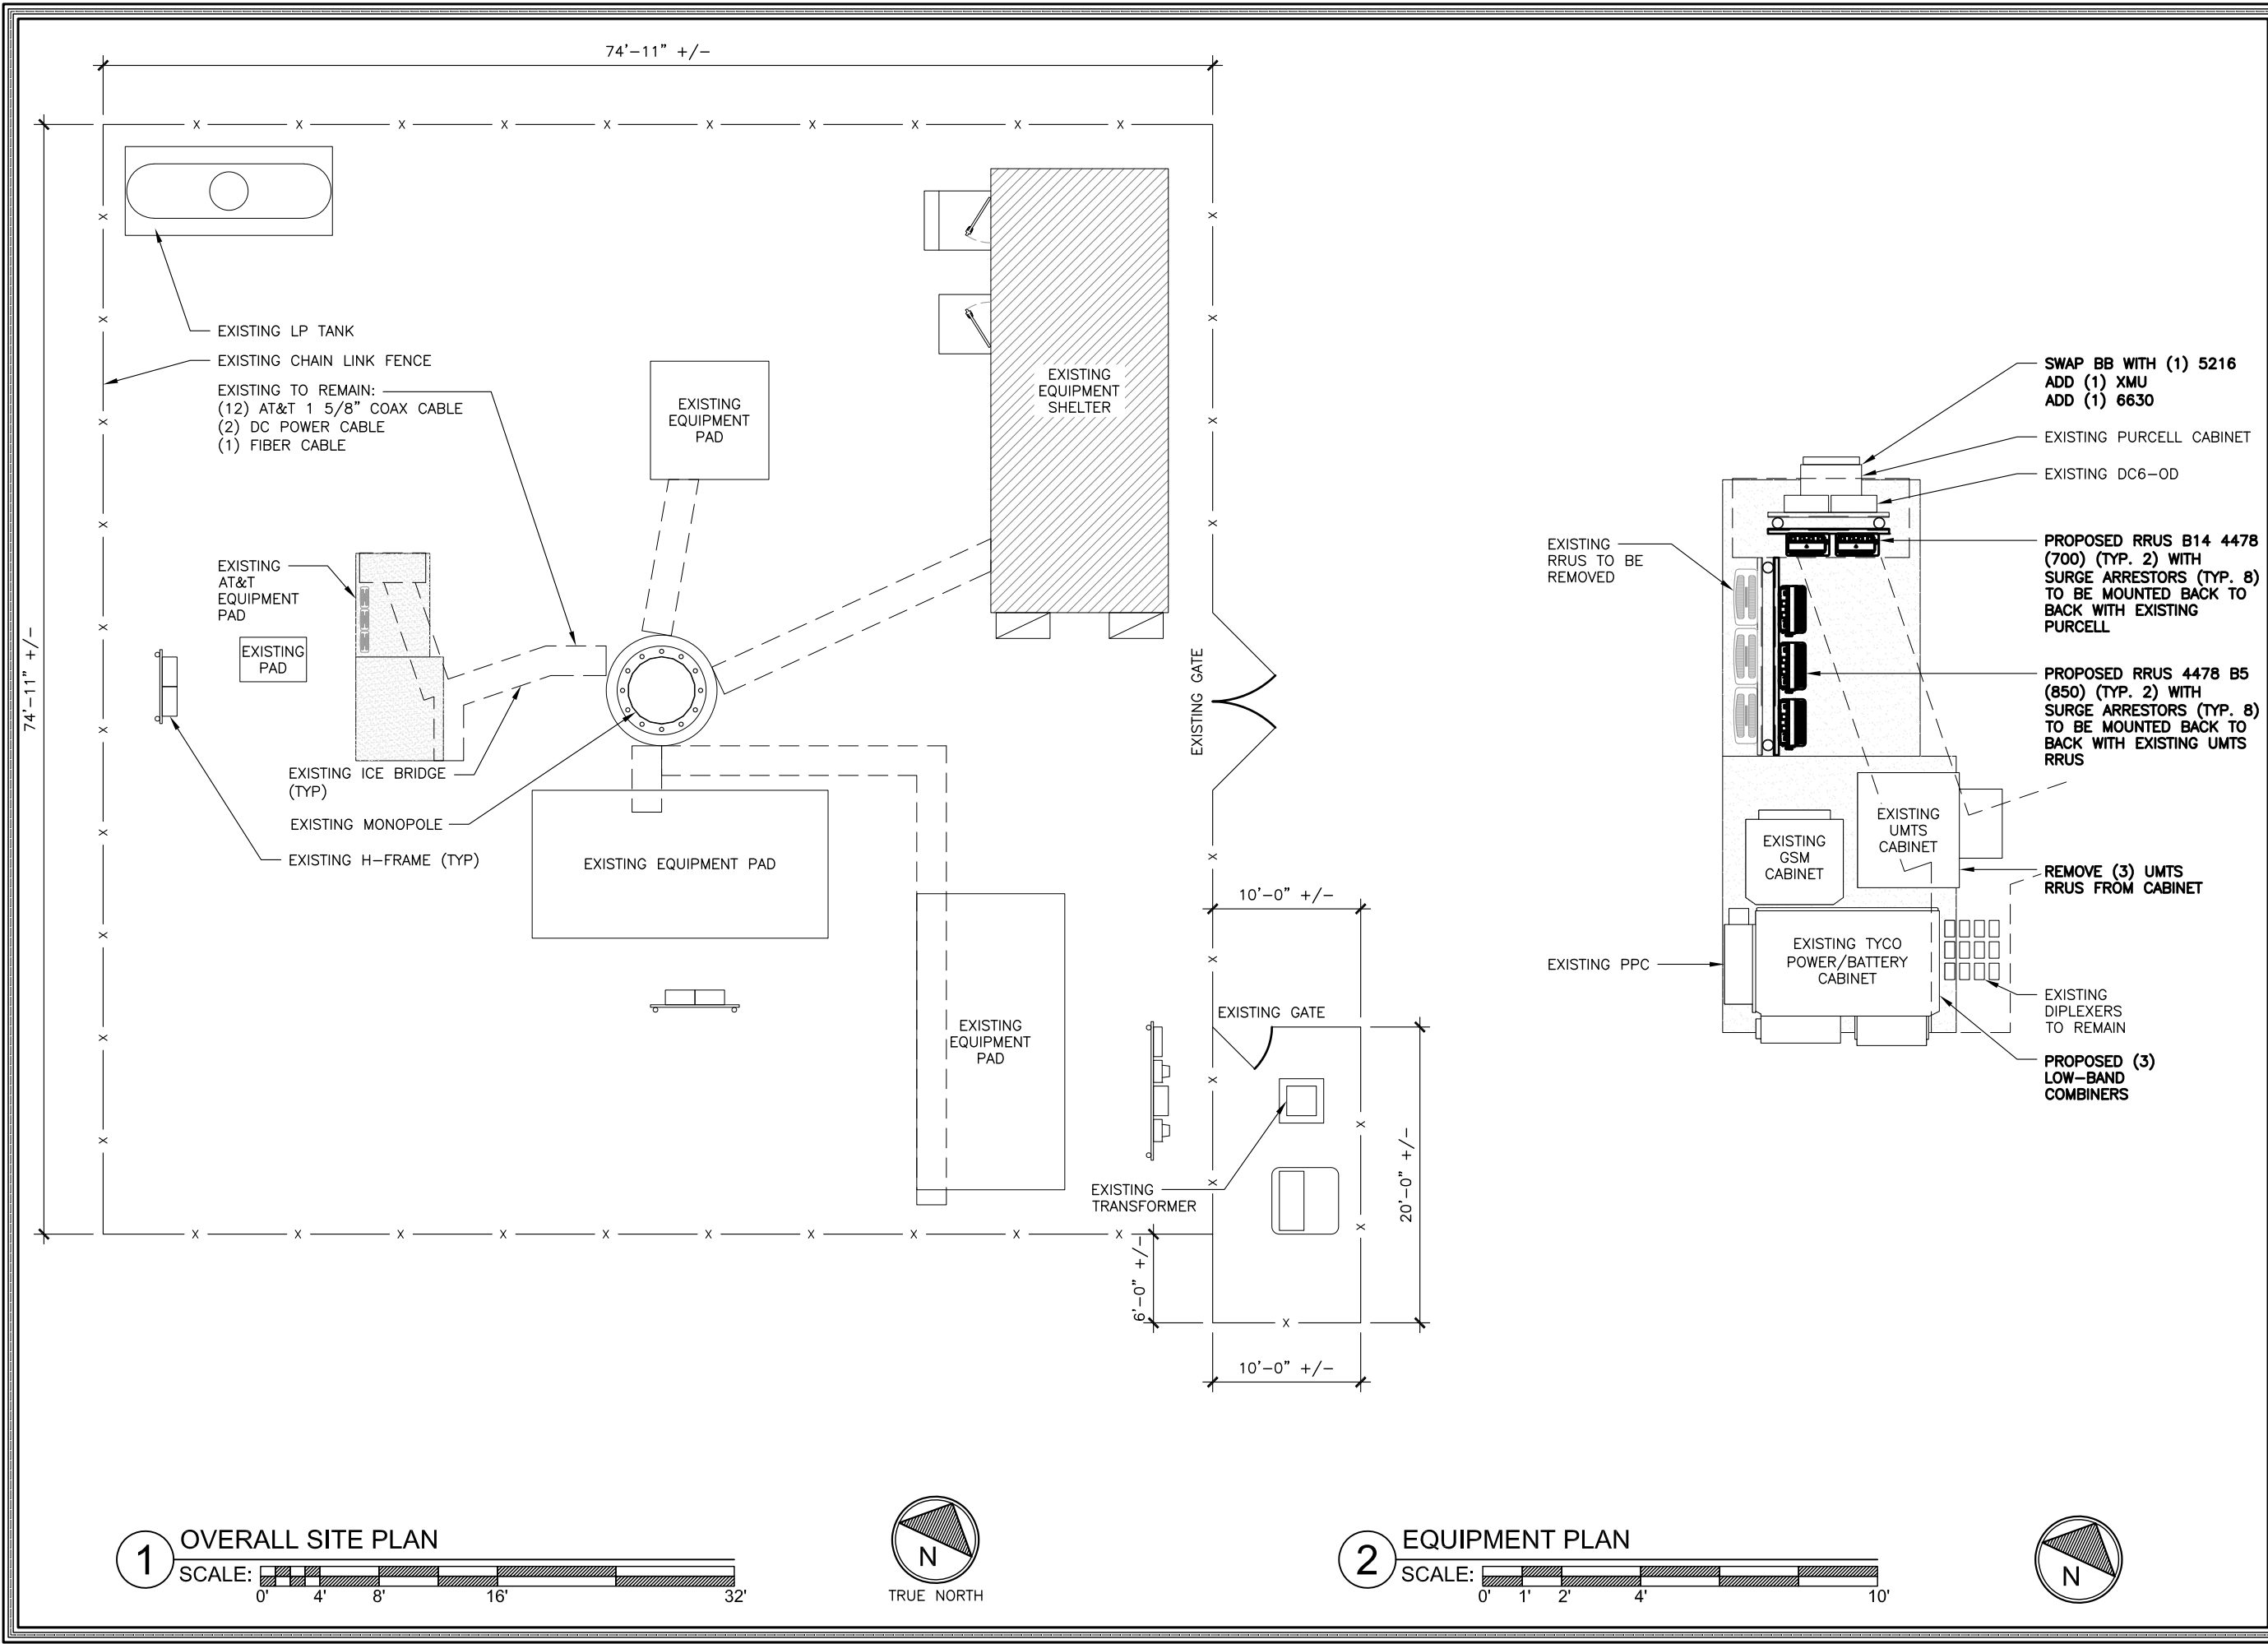 74'-11" +/-
74'-11" +/-
EXISTING LP TANK
EXISTING CHAIN LINK FENCE
EXISTING TO REMAIN:
(12) AT&T 1 5/8" COAX CABLE
(2) DC POWER CABLE
(1) FIBER CABLE
EXISTING
EQUIPMENT
PAD
EXISTING
EQUIPMENT
SHELTER
EXISTING
AT&T
EQUIPMENT
PAD
EXISTING
PAD
EXISTING ICE BRIDGE
(TYP)
EXISTING MONOPOLE
EXISTING H-FRAME (TYP)
EXISTING EQUIPMENT PAD
EXISTING
EQUIPMENT
PAD
EXISTING GATE
10'-0" +/-
EXISTING GATE
EXISTING
TRANSFORMER
20'-0" +/-
6'-0" +/-
10'-0" +/-
SWAP BB WITH (1) 5216
ADD (1) XMU
ADD (1) 6630
EXISTING PURCELL CABINET
EXISTING DC6-OD
EXISTING
RRUS TO BE
REMOVED
PROPOSED RRUS B14 4478
(700) (TYP. 2) WITH
SURGE ARRESTORS (TYP. 8)
TO BE MOUNTED BACK TO
BACK WITH EXISTING
PURCELL
PROPOSED RRUS 4478 B5
(850) (TYP. 2) WITH
SURGE ARRESTORS (TYP. 8)
TO BE MOUNTED BACK TO
BACK WITH EXISTING UMTS
RRUS
EXISTING
UMTS
CABINET
EXISTING
GSM
CABINET
REMOVE (3) UMTS
RRUS FROM CABINET
EXISTING PPC
EXISTING TYCO
POWER/BATTERY
CABINET
EXISTING
DIPLEXERS
TO REMAIN
PROPOSED (3)
LOW-BAND
COMBINERS
1
OVERALL SITE PLAN
SCALE:
0' 4' 8' 16' 32'
N
TRUE NORTH
2
EQUIPMENT PLAN
SCALE:
0' 1' 2' 4' 10'
N